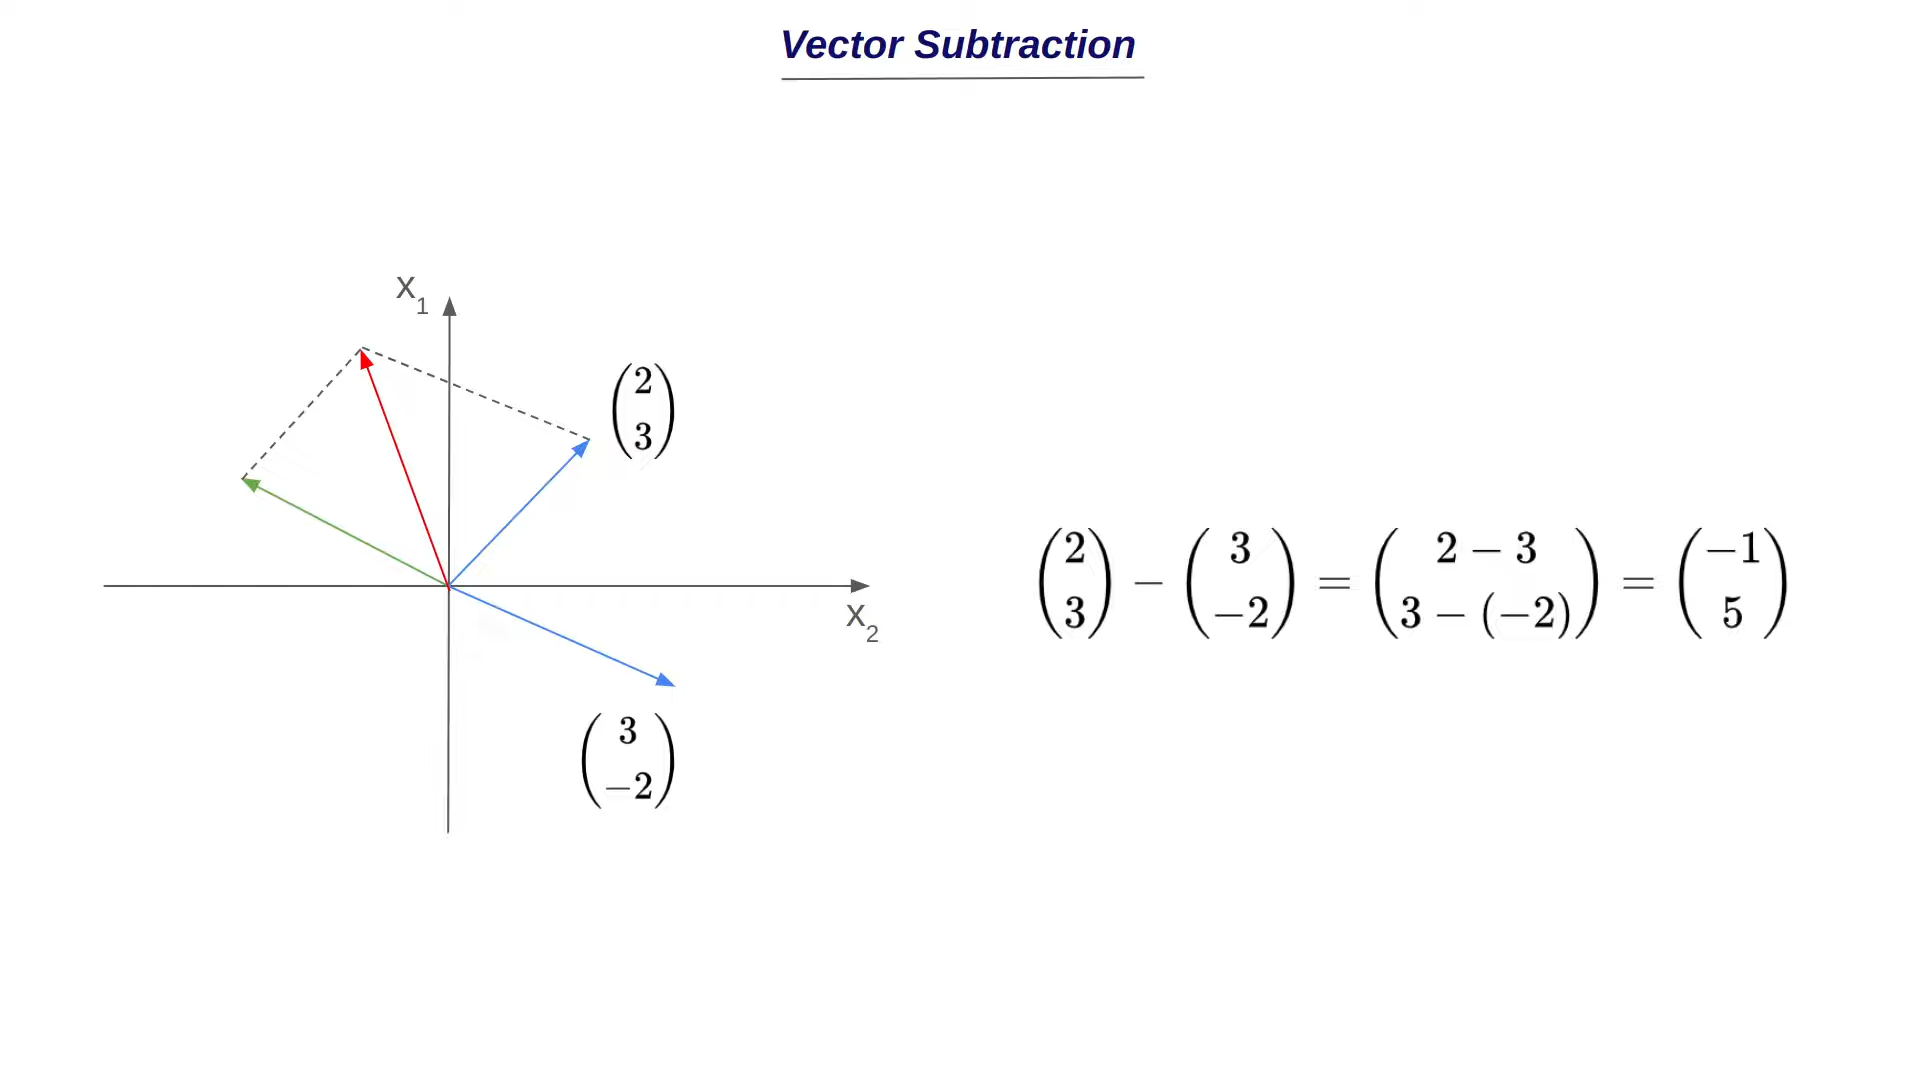 Vector Subtraction
x₁
(2
3)
x₂
(3
−2)
(2
3) − (3
−2) = (2 − 3
3 − (−2)) = (−1
5)